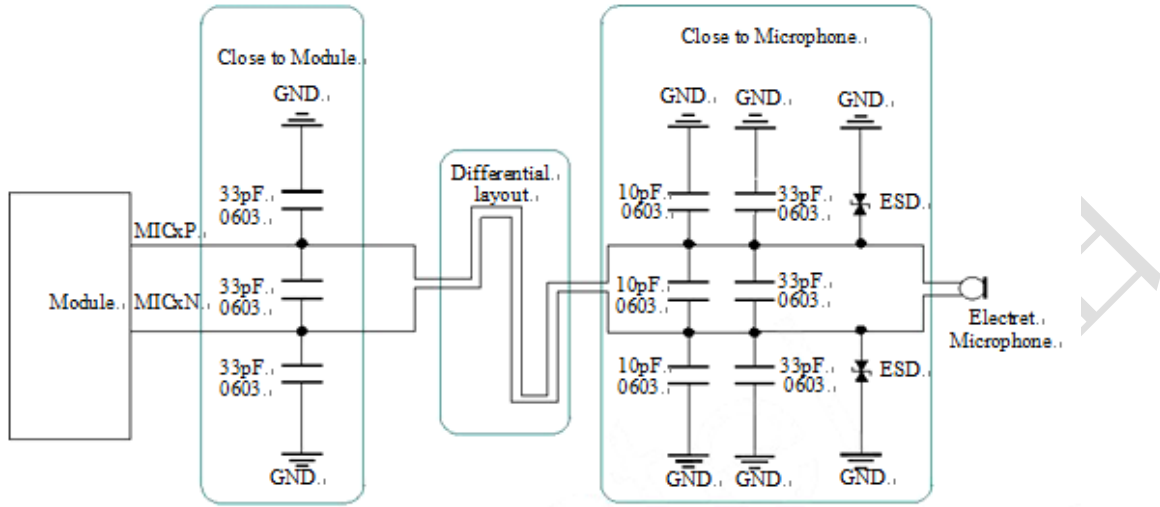 Close to Module.
GND.
33pF.
0603.
MICxP.
Module.
MICxN.
33pF.
0603.
33pF.
0603.
GND.
Differential.
layout.
Close to Microphone.
GND.
GND.
GND.
10pF.
0603.
33pF.
0603.
ESD.
10pF.
0603.
33pF.
0603.
10pF.
0603.
33pF.
0603.
ESD.
GND.
GND.
GND.
Electret.
Microphone.